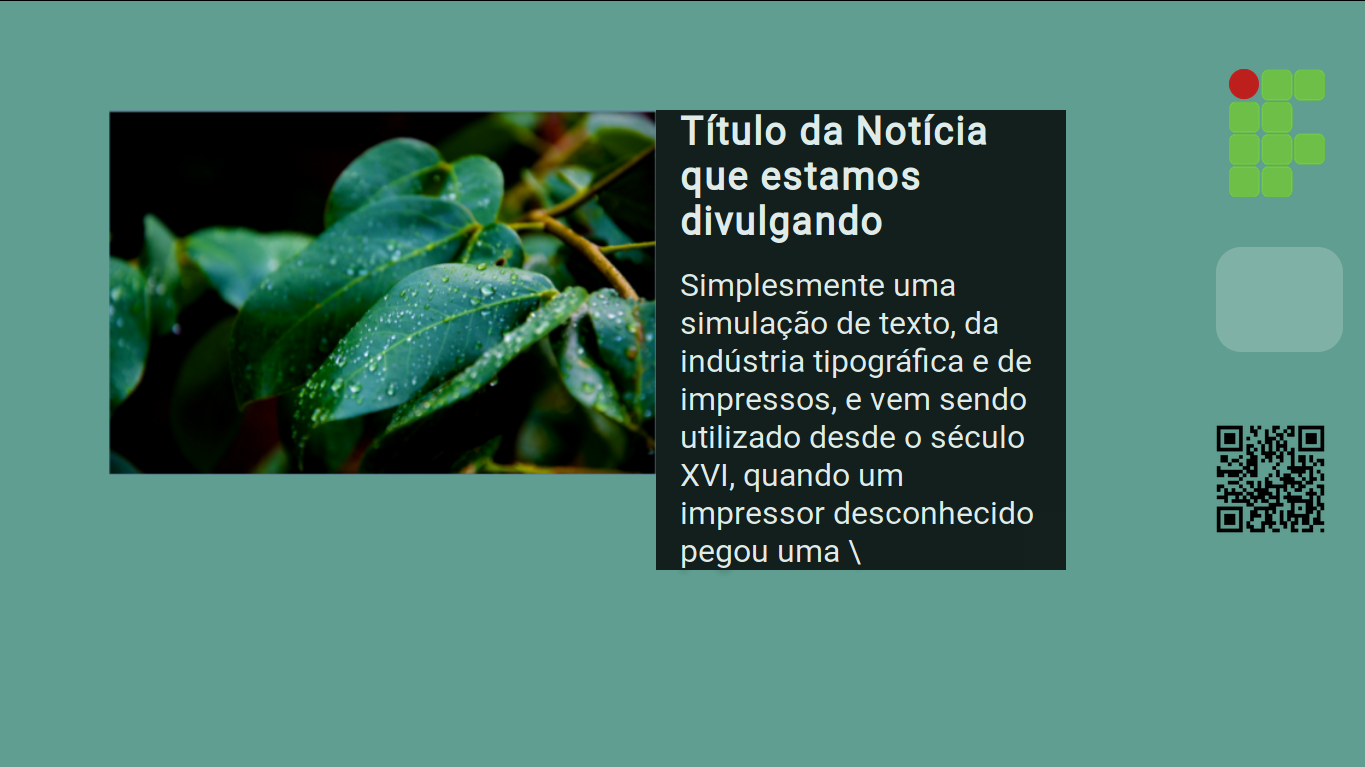 Título da Notícia
que estamos
divulgando
Simplesmente uma
simulação de texto, da
indústria tipográfica e de
impressos, e vem sendo
utilizado desde o século
XVI, quando um
impressor desconhecido
pegou uma \